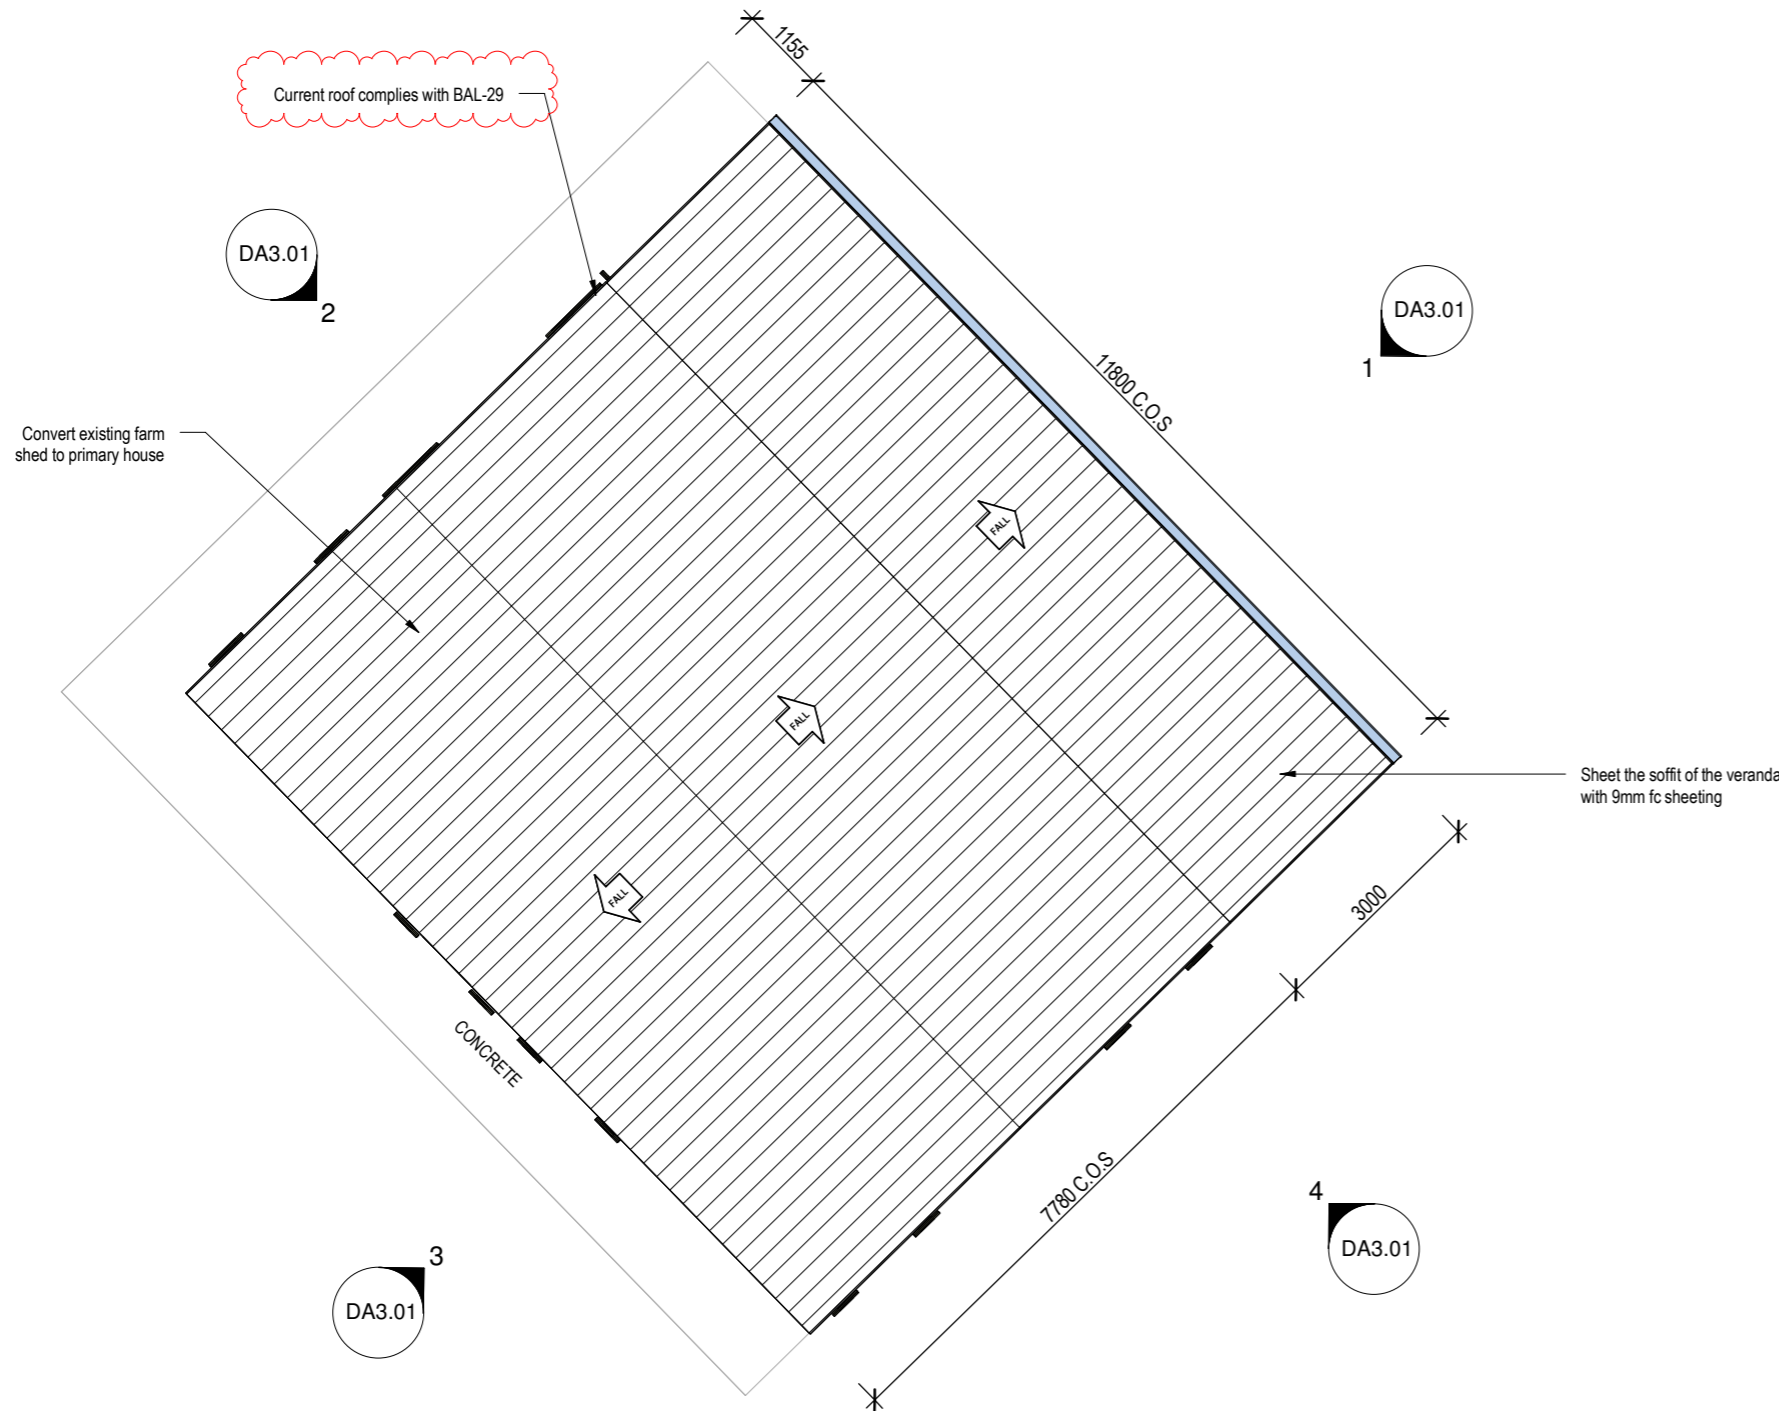 1155
Current roof complies with BAL-29
DA3.01
2
DA3.01
1
11800 C.O.S
Convert existing farm
shed to primary house
FALL
FALL
Sheet the soffit of the veranda
with 9mm fc sheeting
FALL
3000
CONCRETE
7780 C.O.S
4
DA3.01
3
DA3.01